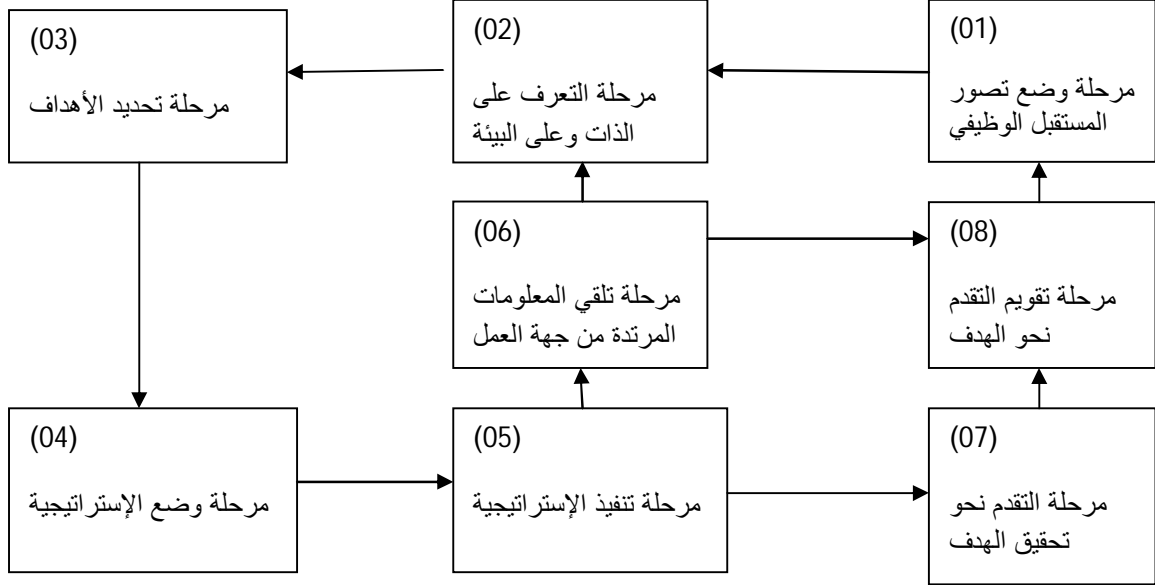 (01)
مرحلة وضع تصور
المستقبل الوظيفي
(02)
مرحلة التعرف على
الذات وعلى البيئة
(03)
مرحلة تحديد الأهداف
(08)
مرحلة تقويم التقدم
نحو الهدف
(06)
مرحلة تلقي المعلومات
المرتدة من جهة العمل
(07)
مرحلة التقدم نحو
تحقيق الهدف
(05)
مرحلة تنفيذ الإستراتيجية
(04)
مرحلة وضع الإستراتيجية